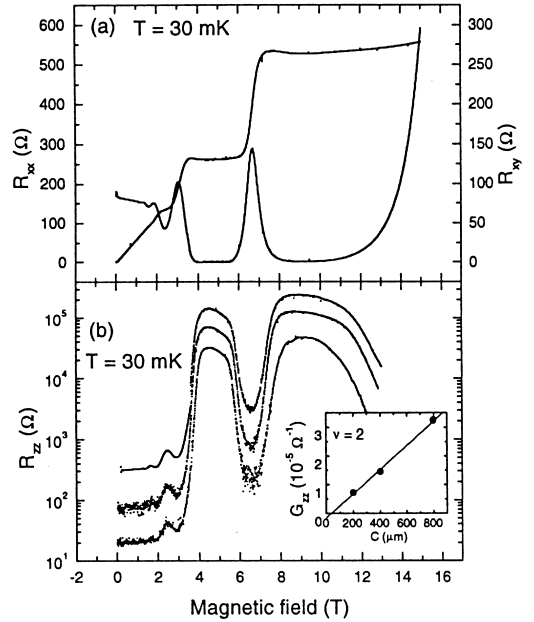 (a) T = 30 mK
600
500
400
300
200
100
0
R_xx (Ω)
300
250
200
150
100
50
0
R_xy (Ω)
(b)
T = 30 mK
10^5
10^4
10^3
10^2
10^1
R_zz (Ω)
ν = 2
3
2
1
0
G_zz (10^-5 Ω^-1)
0 200 400 600 800
C (μm)
-2 0 2 4 6 8 10 12 14 16
Magnetic field (T)